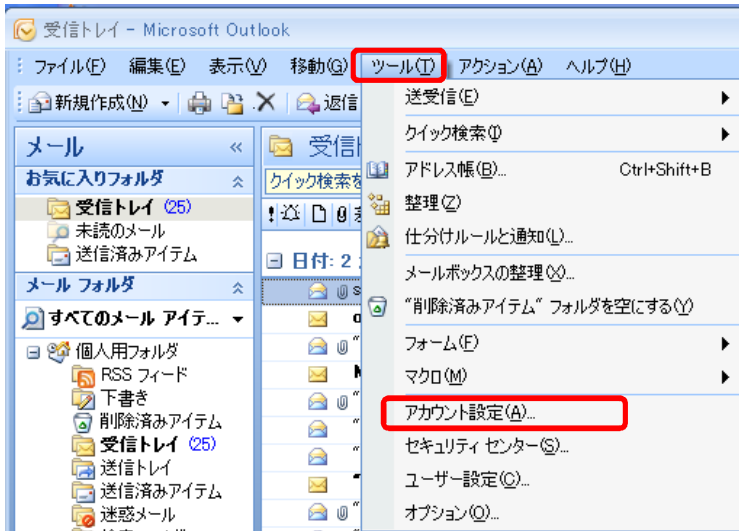 受信トレイ - Microsoft Outlook
ファイル(F) 編集(E) 表示(V) 移動(G) ツール(T) アクション(A) ヘルプ(H)
新規作成(N) 返信
メール
お気に入りフォルダ
受信トレイ (25)
未読のメール
送信済みアイテム
メール フォルダ
すべてのメール アイテ...
個人用フォルダ
RSS フィード
下書き
削除済みアイテム
受信トレイ (25)
送信トレイ
送信済みアイテム
迷惑メール
受信
クイック検索を
日付: 2
送受信(E)
クイック検索(I)
アドレス帳(B)... Ctrl+Shift+B
整理(Z)
仕分けルールと通知(L)...
メールボックスの整理(X)...
"削除済みアイテム" フォルダを空にする(Y)
フォーム(F)
マクロ(M)
アカウント設定(A)...
セキュリティ センター(S)...
ユーザー設定(C)...
オプション(O)...